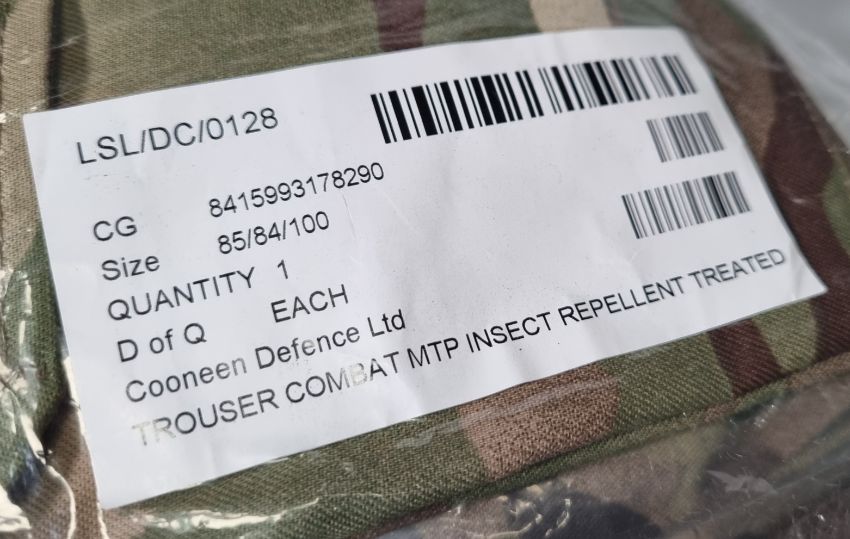 LSL/DC/0128
CG 8415993178290
Size 85/84/100
QUANTITY 1
D of Q EACH
Cooneen Defence Ltd
TROUSER COMBAT MTP INSECT REPELLENT TREATED